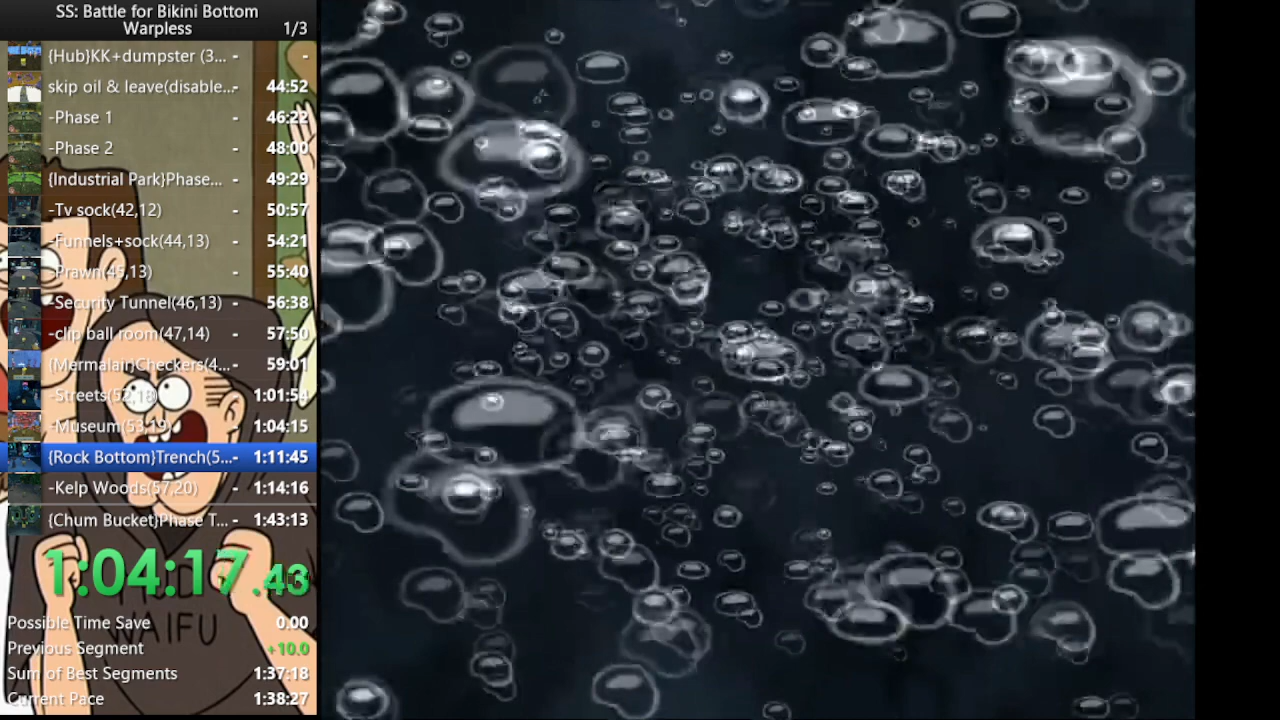 SS: Battle for Bikini Bottom
Warpless 1/3
{Hub}KK+dumpster (3... - -
skip oil & leave(disable... - 44:52
-Phase 1 - 46:22
-Phase 2 - 48:00
{Industrial Park}Phase... - 49:29
-Tv sock(42,12) - 50:57
-Funnels+sock(44,13) - 54:21
-Prawn(45,13) - 55:40
-Security Tunnel(46,13) - 56:38
-clip ball room(47,14) - 57:50
{Mermalair}Checkers(4... - 59:01
-Streets(52,18) - 1:01:54
-Museum(53,19) - 1:04:15
{Rock Bottom}Trench(5... - 1:11:45
-Kelp Woods(57,20) - 1:14:16
{Chum Bucket}Phase T... - 1:43:13
1:04:17.43
WAIFU
Possible Time Save 0.00
Previous Segment +10.0
Sum of Best Segments 1:37:18
Current Pace 1:38:27